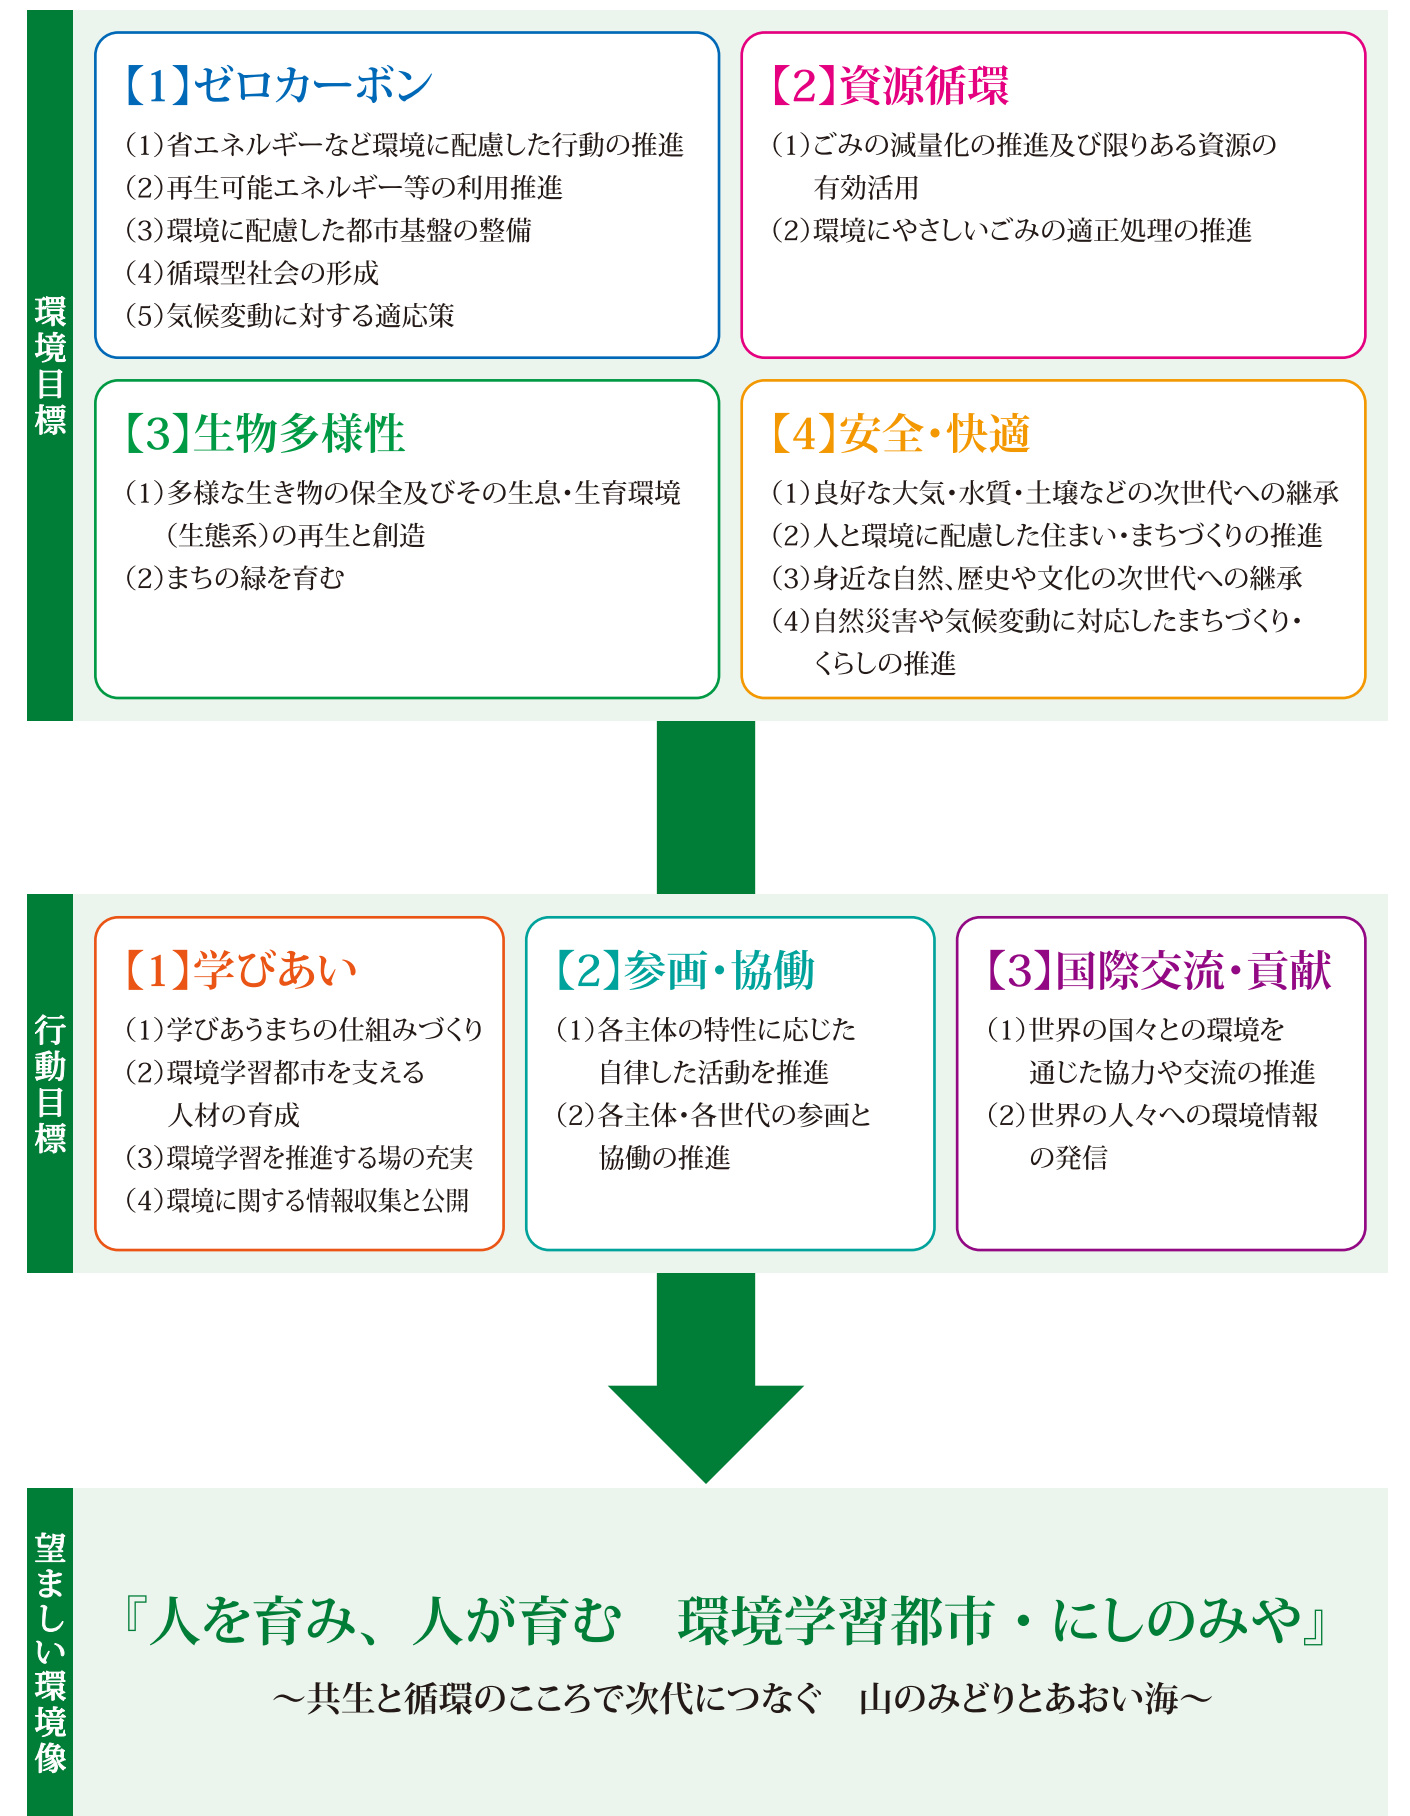 環境目標
【1】ゼロカーボン
（1）省エネルギーなど環境に配慮した行動の推進
（2）再生可能エネルギー等の利用推進
（3）環境に配慮した都市基盤の整備
（4）循環型社会の形成
（5）気候変動に対する適応策
【2】資源循環
（1）ごみの減量化の推進及び限りある資源の
有効活用
（2）環境にやさしいごみの適正処理の推進
【3】生物多様性
（1）多様な生き物の保全及びその生息・生育環境
（生態系）の再生と創造
（2）まちの緑を育む
【4】安全・快適
（1）良好な大気・水質・土壌などの次世代への継承
（2）人と環境に配慮した住まい・まちづくりの推進
（3）身近な自然、歴史や文化の次世代への継承
（4）自然災害や気候変動に対応したまちづくり・
くらしの推進
行動目標
【1】学びあい
（1）学びあうまちの仕組みづくり
（2）環境学習都市を支える
人材の育成
（3）環境学習を推進する場の充実
（4）環境に関する情報収集と公開
【2】参画・協働
（1）各主体の特性に応じた
自律した活動を推進
（2）各主体・各世代の参画と
協働の推進
【3】国際交流・貢献
（1）世界の国々との環境を
通じた協力や交流の推進
（2）世界の人々への環境情報
の発信
望ましい環境像
『人を育み、人が育む　環境学習都市・にしのみや』
～共生と循環のこころで次代につなぐ　山のみどりとあおい海～